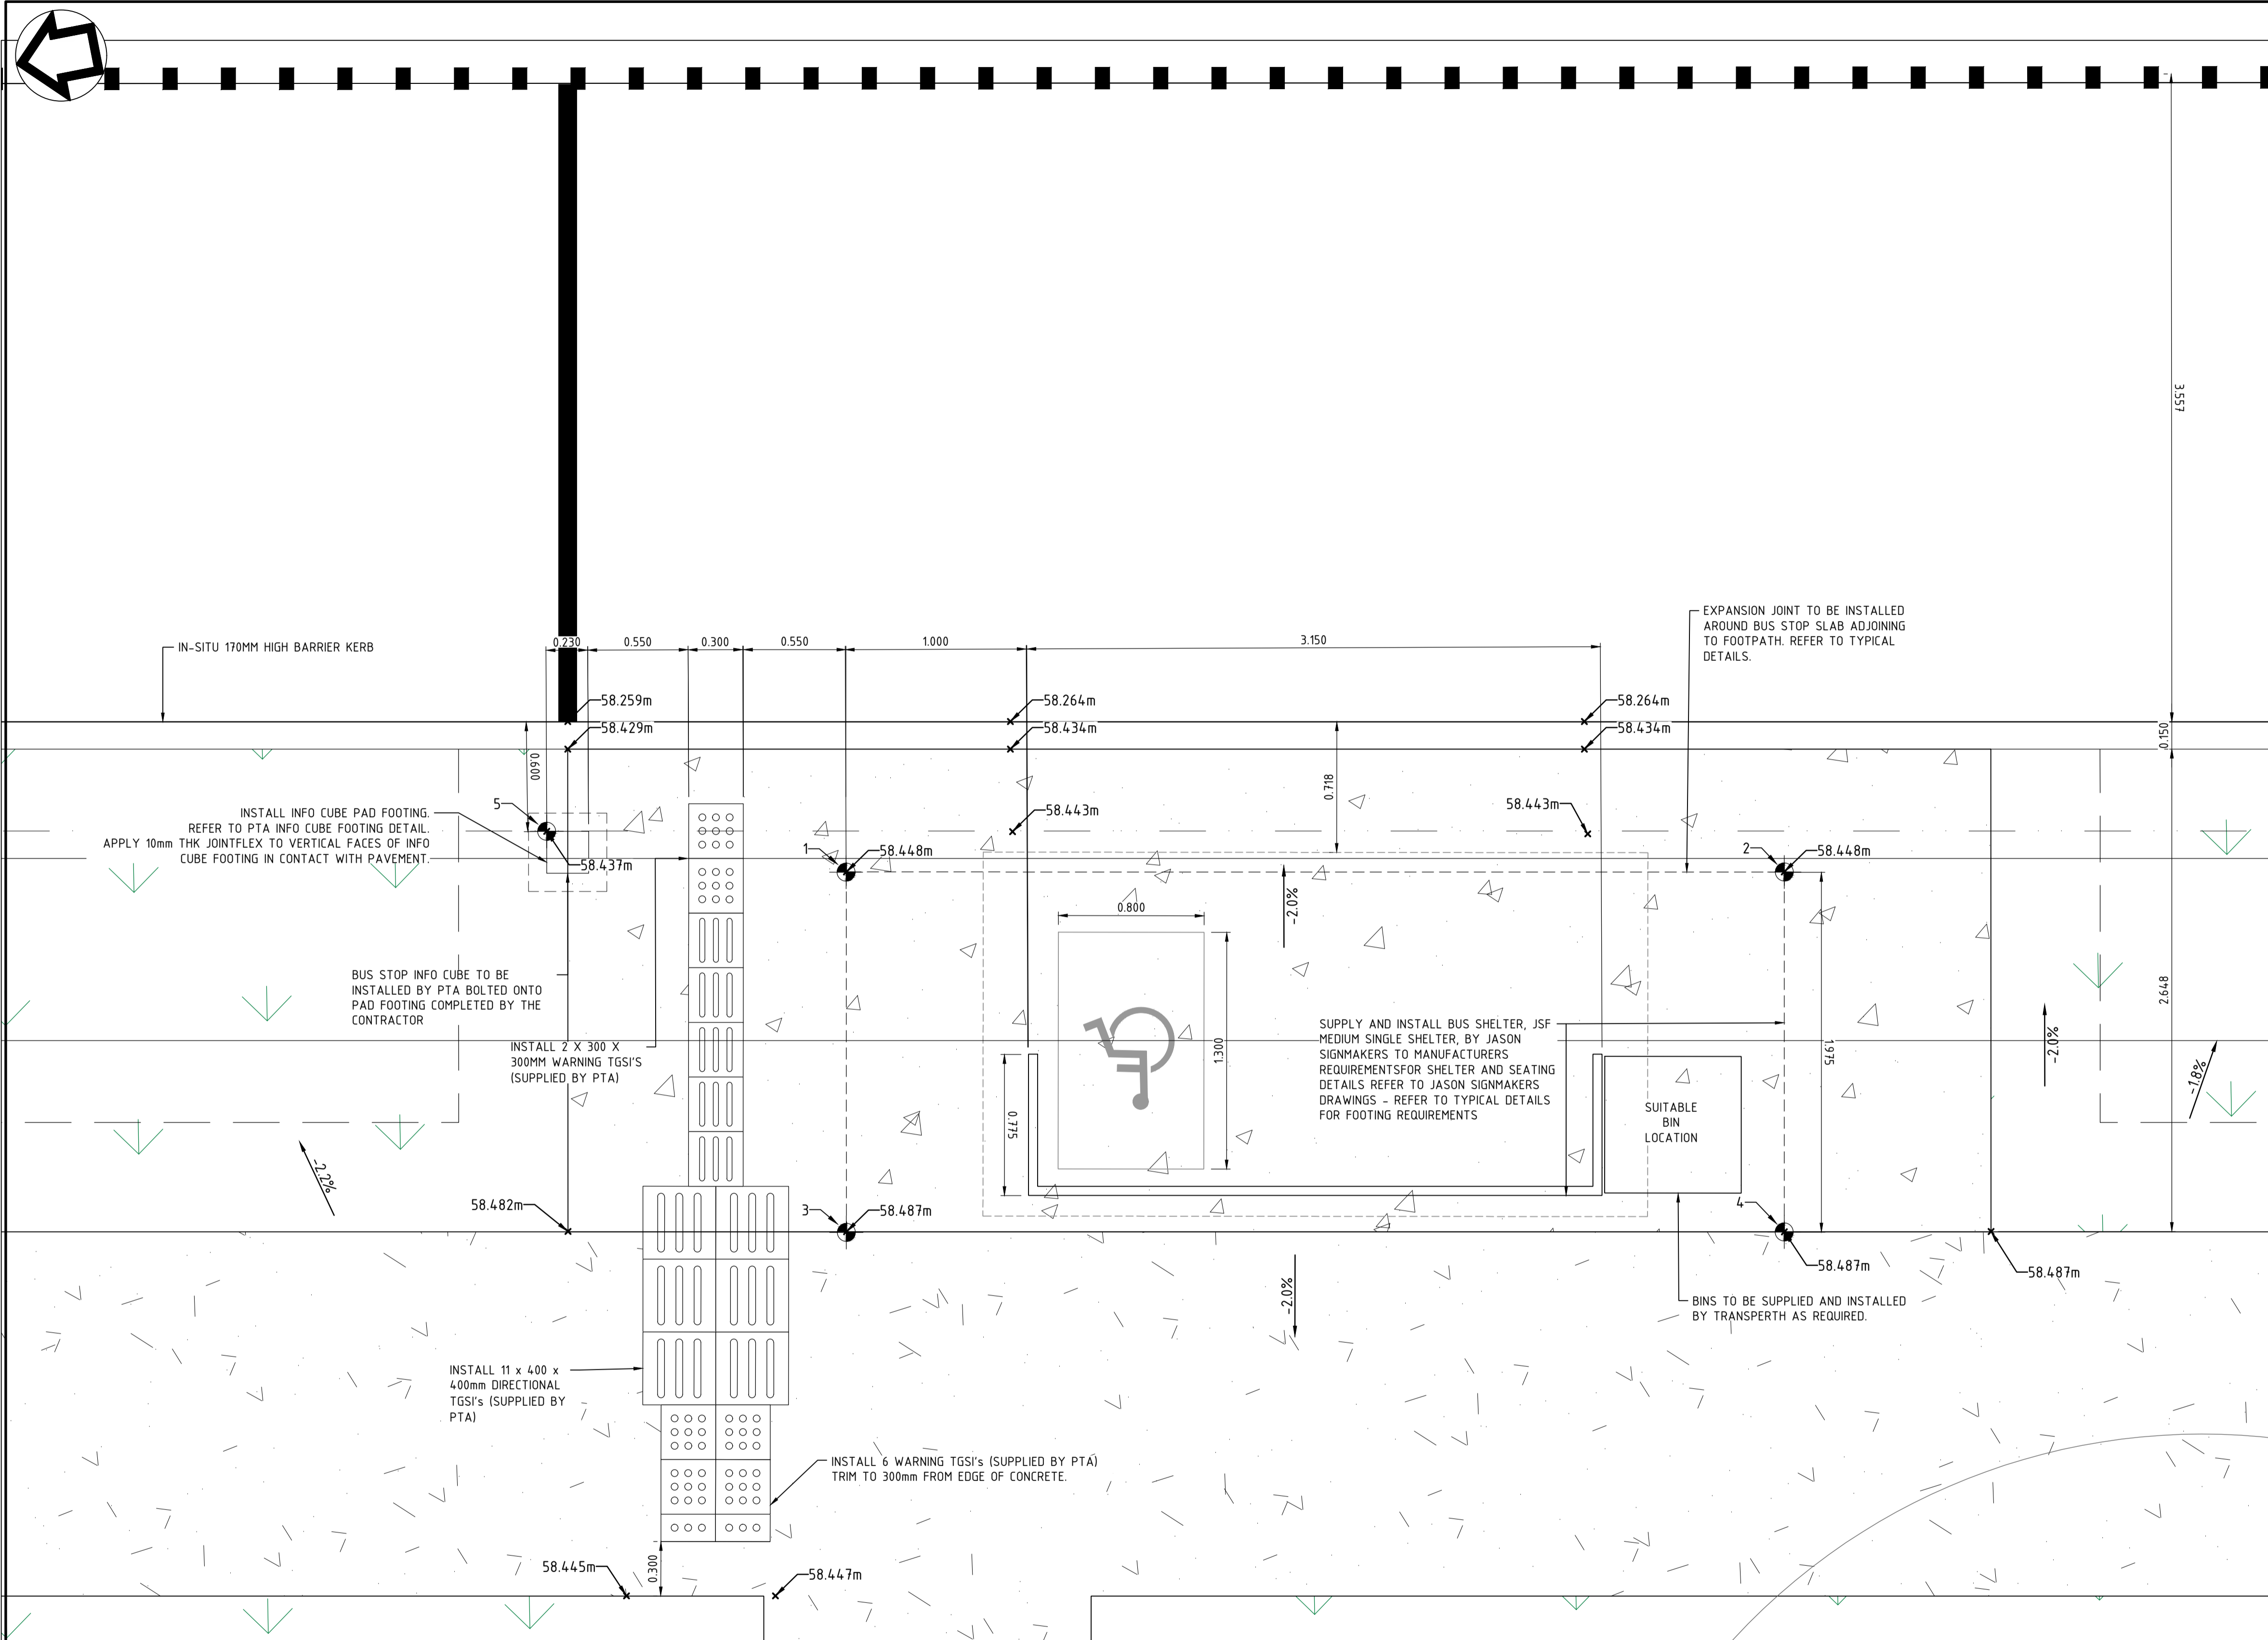 3.557
EXPANSION JOINT TO BE INSTALLED
AROUND BUS STOP SLAB ADJOINING
TO FOOTPATH. REFER TO TYPICAL
DETAILS.
IN-SITU 170MM HIGH BARRIER KERB
0.230
0.550
0.300
0.550
1.000
3.150
58.259m
58.264m
58.264m
58.429m
58.434m
58.434m
0.150
0.600
0.718
5
58.443m
58.443m
INSTALL INFO CUBE PAD FOOTING.
REFER TO PTA INFO CUBE FOOTING DETAIL.
APPLY 10mm THK JOINTFLEX TO VERTICAL FACES OF INFO
CUBE FOOTING IN CONTACT WITH PAVEMENT.
58.437m
1
58.448m
2
58.448m
-2.0%
0.800
BUS STOP INFO CUBE TO BE
INSTALLED BY PTA BOLTED ONTO
PAD FOOTING COMPLETED BY THE
CONTRACTOR
2.648
INSTALL 2 X 300 X
300MM WARNING TGSI'S
(SUPPLIED BY PTA)
1.300
SUPPLY AND INSTALL BUS SHELTER, JSF
MEDIUM SINGLE SHELTER, BY JASON
SIGNMAKERS TO MANUFACTURERS
REQUIREMENTSFOR SHELTER AND SEATING
DETAILS REFER TO JASON SIGNMAKERS
DRAWINGS - REFER TO TYPICAL DETAILS
FOR FOOTING REQUIREMENTS
1.975
-2.0%
-1.8%
0.775
SUITABLE
BIN
LOCATION
-2.2%
58.482m
3
58.487m
4
58.487m
58.487m
-2.0%
BINS TO BE SUPPLIED AND INSTALLED
BY TRANSPERTH AS REQUIRED.
INSTALL 11 x 400 x
400mm DIRECTIONAL
TGSI's (SUPPLIED BY
PTA)
INSTALL 6 WARNING TGSI's (SUPPLIED BY PTA)
TRIM TO 300mm FROM EDGE OF CONCRETE.
58.445m
0.300
58.447m